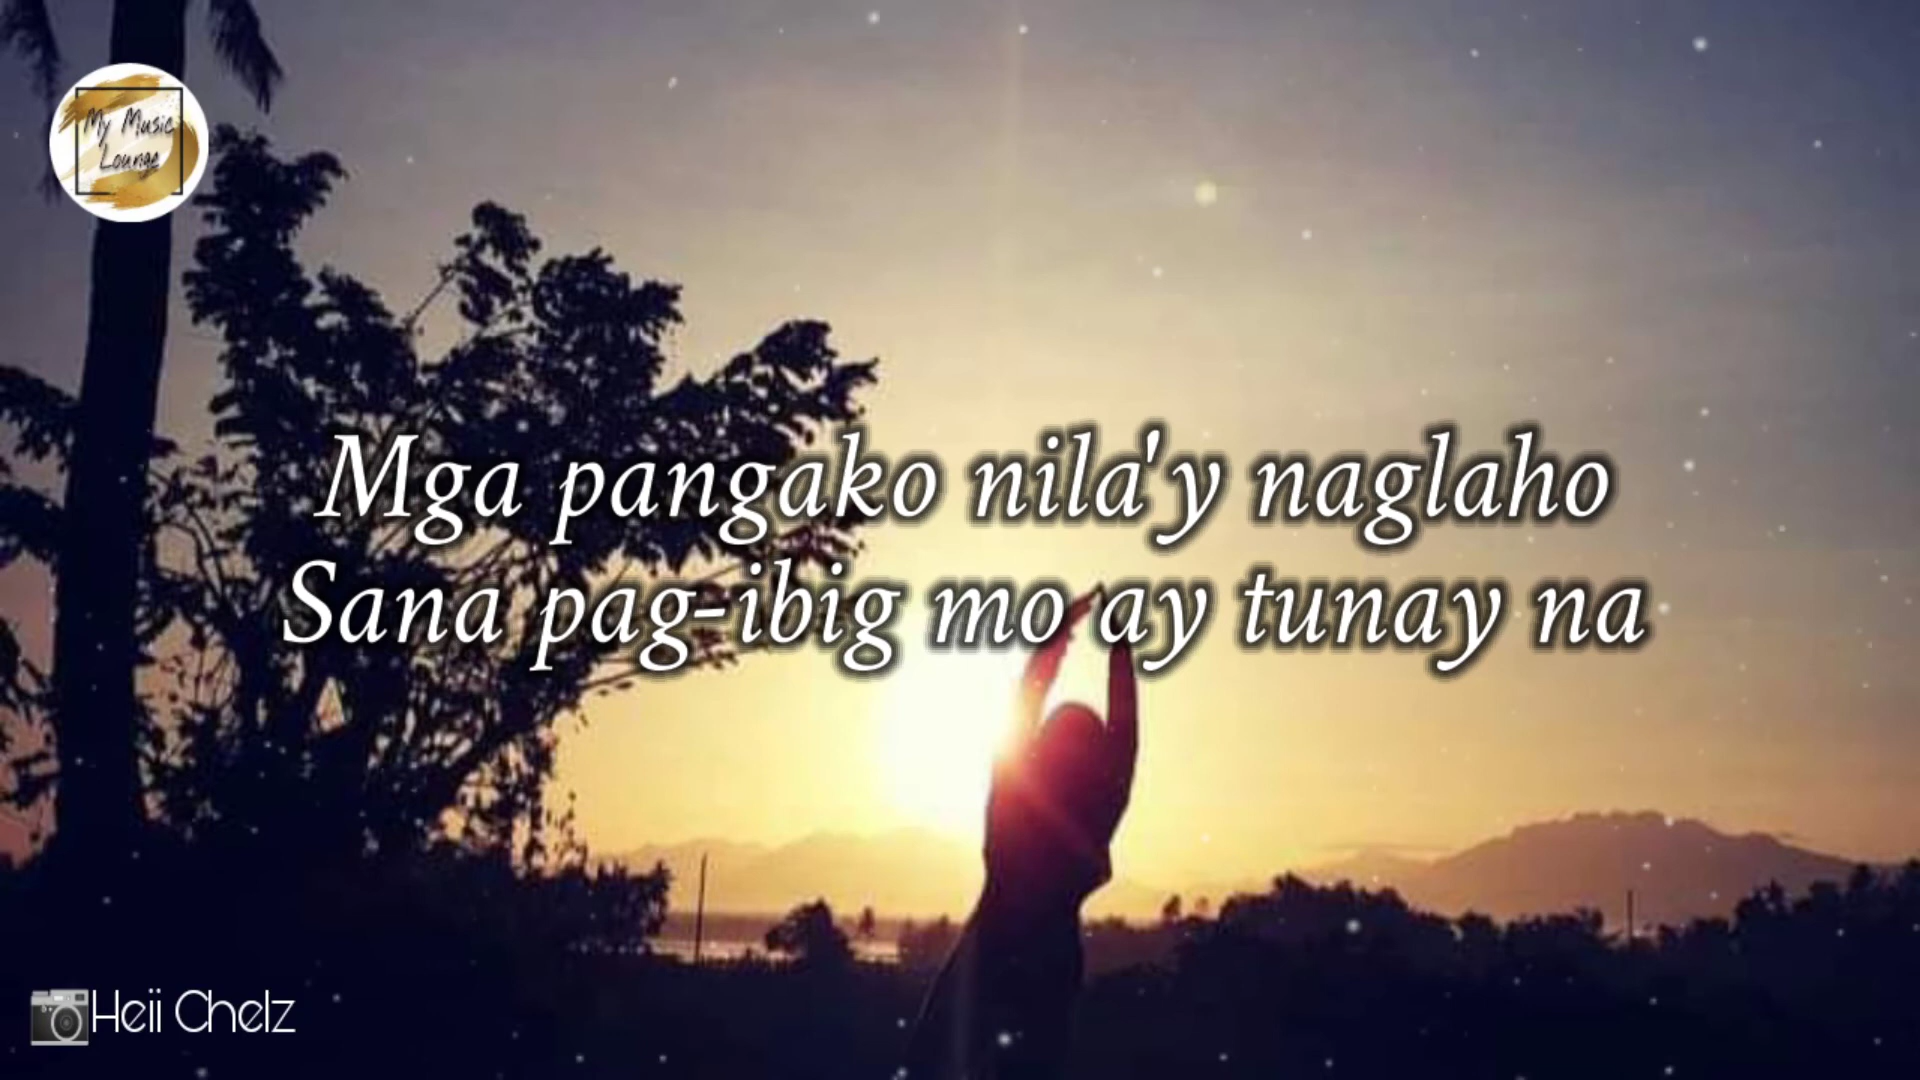 My Music
Lounge
Mga pangako nila'y naglaho
Sana pag-ibig mo ay tunay na
Heii Chelz